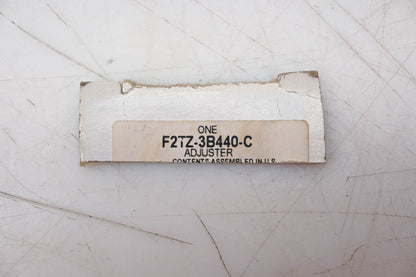 ONE
F2TZ-3B440-C
ADJUSTER
CONTENTS ASSEMBLED IN U.S.